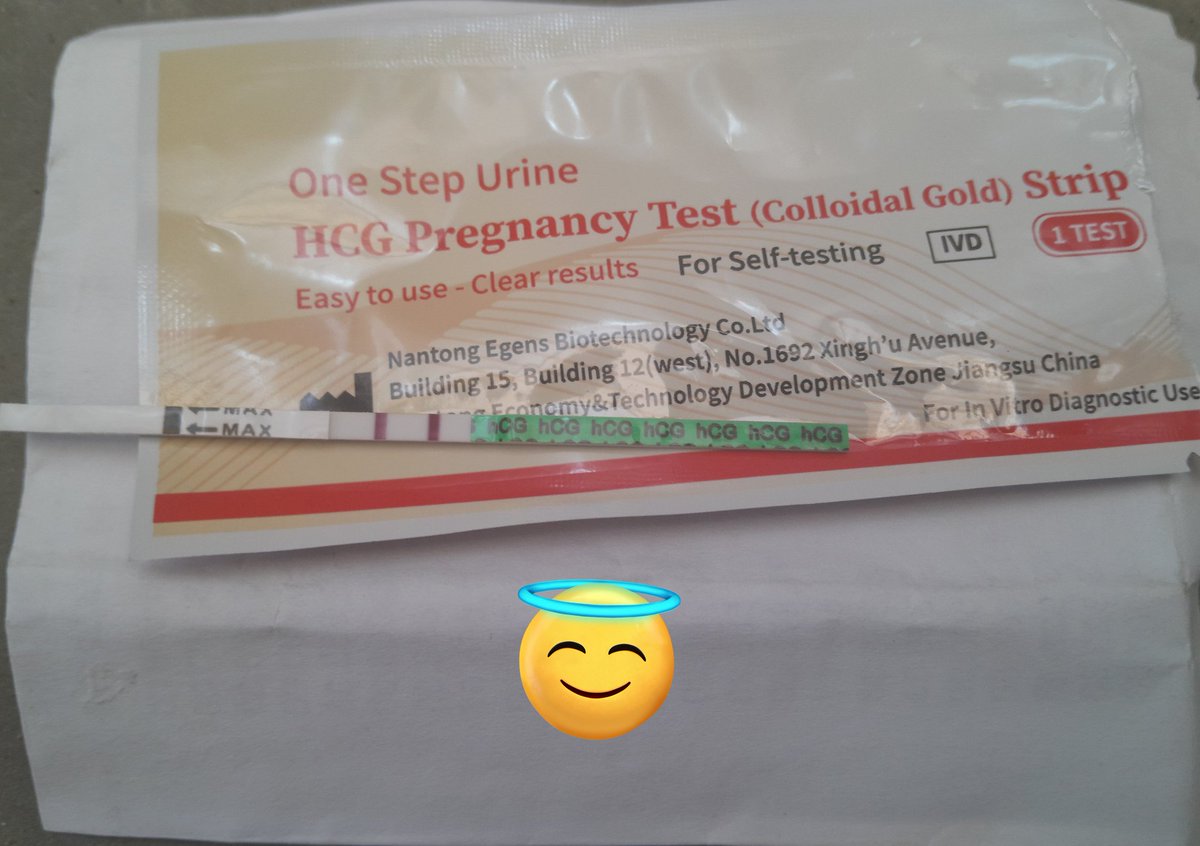 One Step Urine
HCG Pregnancy Test (Colloidal Gold) Strip
1 TEST
IVD
Easy to use - Clear results
For Self-testing
Nantong Egens Biotechnology Co.Ltd
Building 15, Building 12(west), No.1692 Xingh'u Avenue,
Economy&Technology Development Zone Jiangsu China
For In Vitro Diagnostic Use
MAX
MAX
hCG hCG hCG hCG hCG hCG hCG